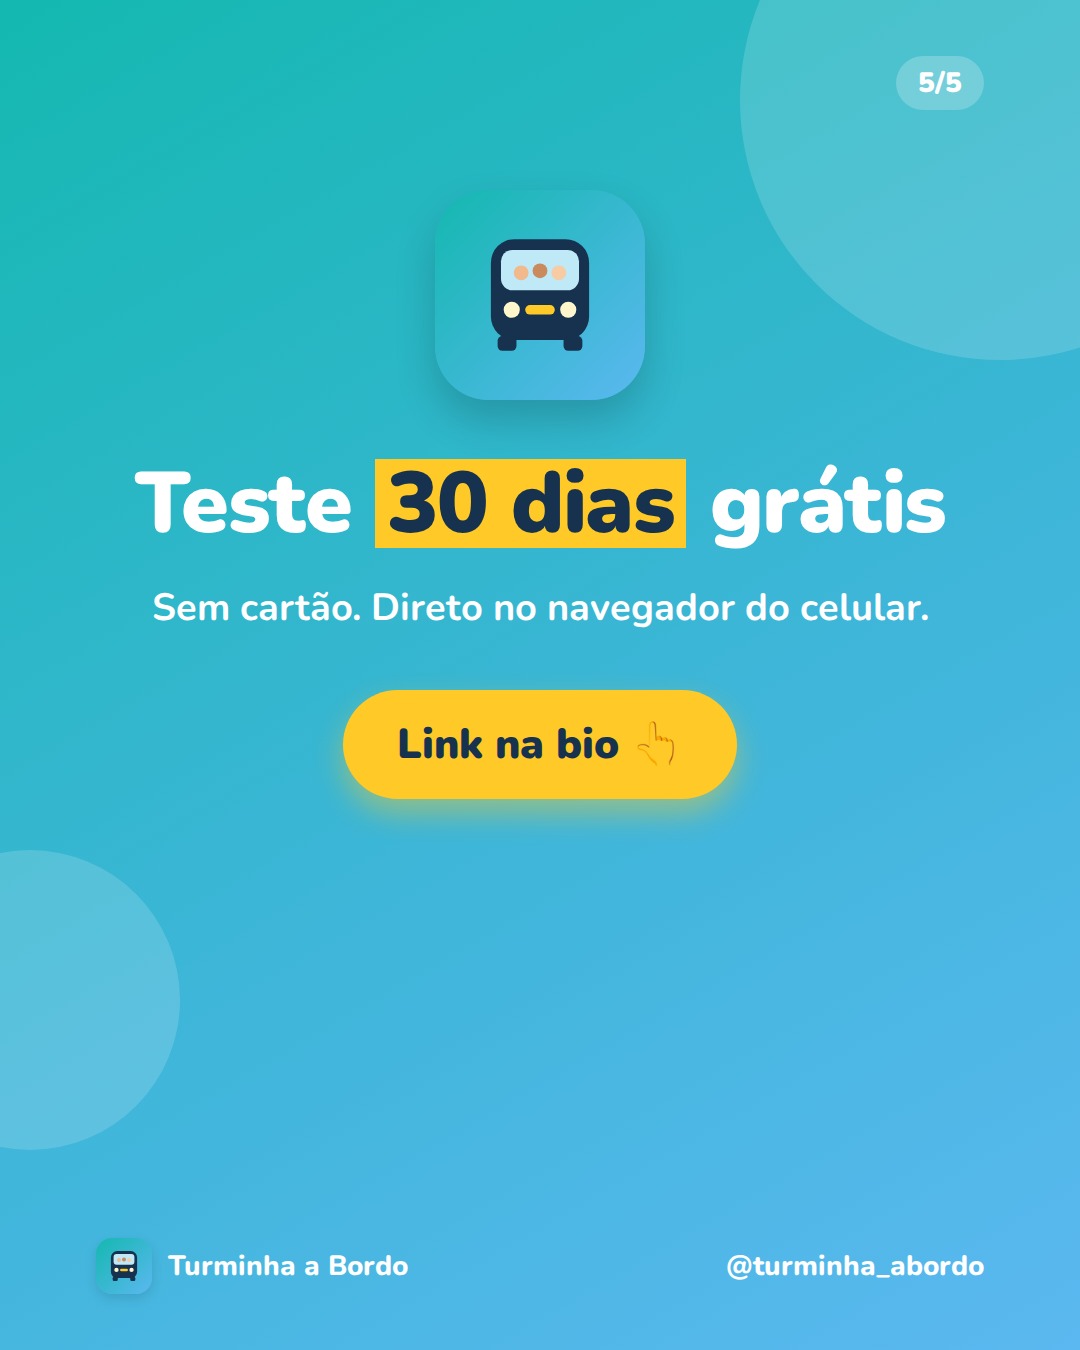 5/5
Teste 30 dias grátis
Sem cartão. Direto no navegador do celular.
Link na bio 👆
Turminha a Bordo
@turminha_abordo